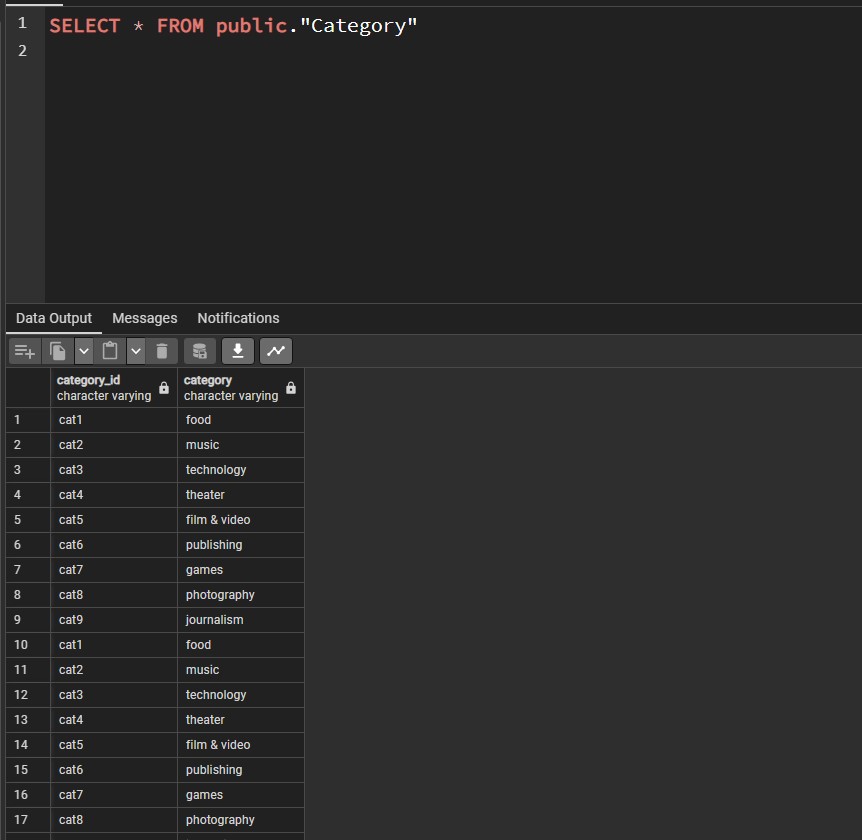 1 SELECT * FROM public."Category"
2
Data Output Messages Notifications
category_id category
character varying character varying
1 cat1 food
2 cat2 music
3 cat3 technology
4 cat4 theater
5 cat5 film & video
6 cat6 publishing
7 cat7 games
8 cat8 photography
9 cat9 journalism
10 cat1 food
11 cat2 music
12 cat3 technology
13 cat4 theater
14 cat5 film & video
15 cat6 publishing
16 cat7 games
17 cat8 photography